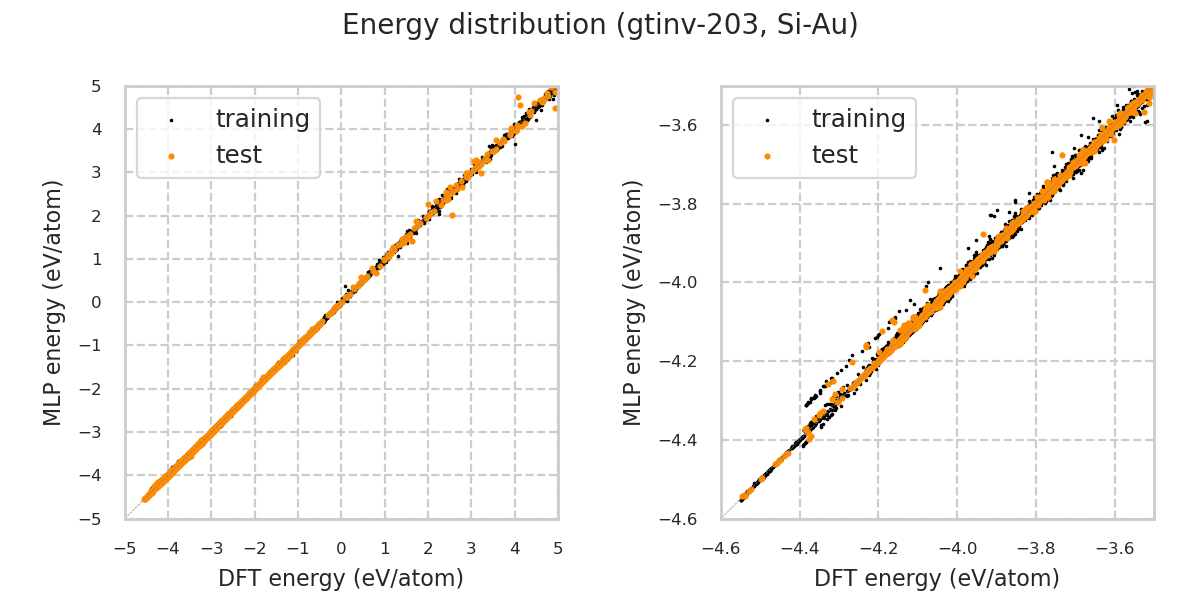 Energy distribution (gtinv-203, Si-Au)
training
test
5
4
3
2
1
0
−1
−2
−3
−4
−5
−5 −4 −3 −2 −1 0 1 2 3 4 5
MLP energy (eV/atom)
DFT energy (eV/atom)
training
test
−3.6
−3.8
−4.0
−4.2
−4.4
−4.6
−4.6 −4.4 −4.2 −4.0 −3.8 −3.6
MLP energy (eV/atom)
DFT energy (eV/atom)